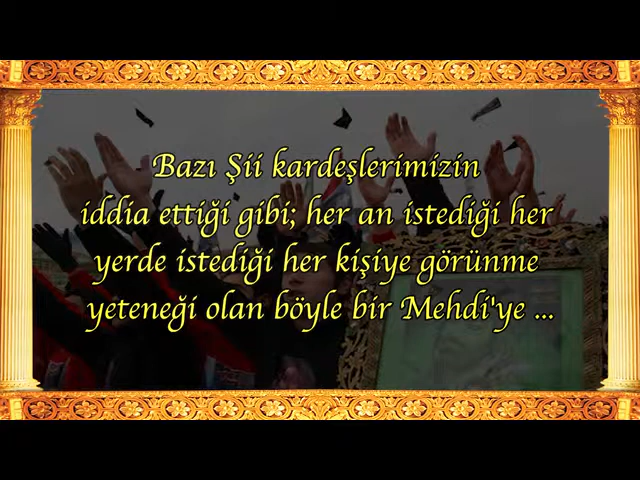 Bazı Şii kardeşlerimizin
iddia ettiği gibi; her an istediği her
yerde istediği her kişiye görünme
yeteneği olan böyle bir Mehdi'ye ...